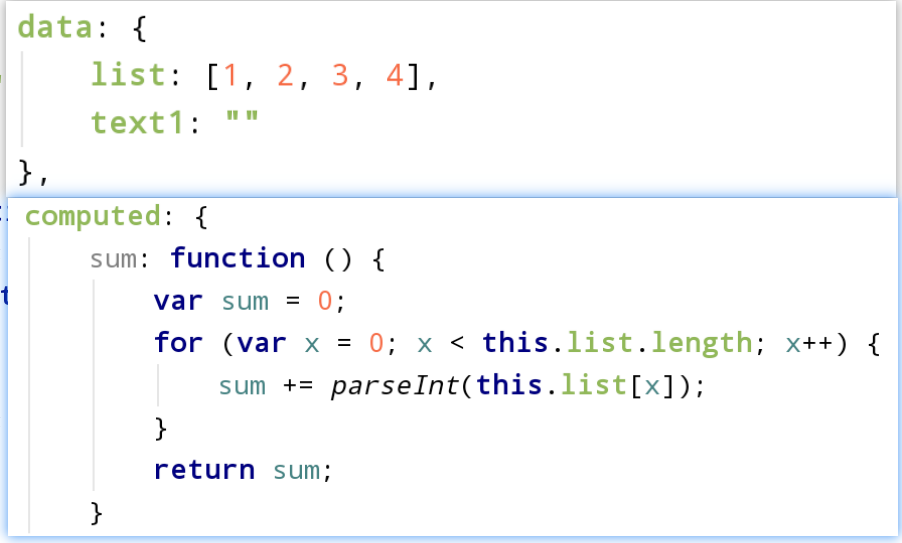 data: {
    list: [1, 2, 3, 4],
    text1: ""
},
computed: {
    sum: function () {
        var sum = 0;
        for (var x = 0; x < this.list.length; x++) {
            sum += parseInt(this.list[x]);
        }
        return sum;
    }